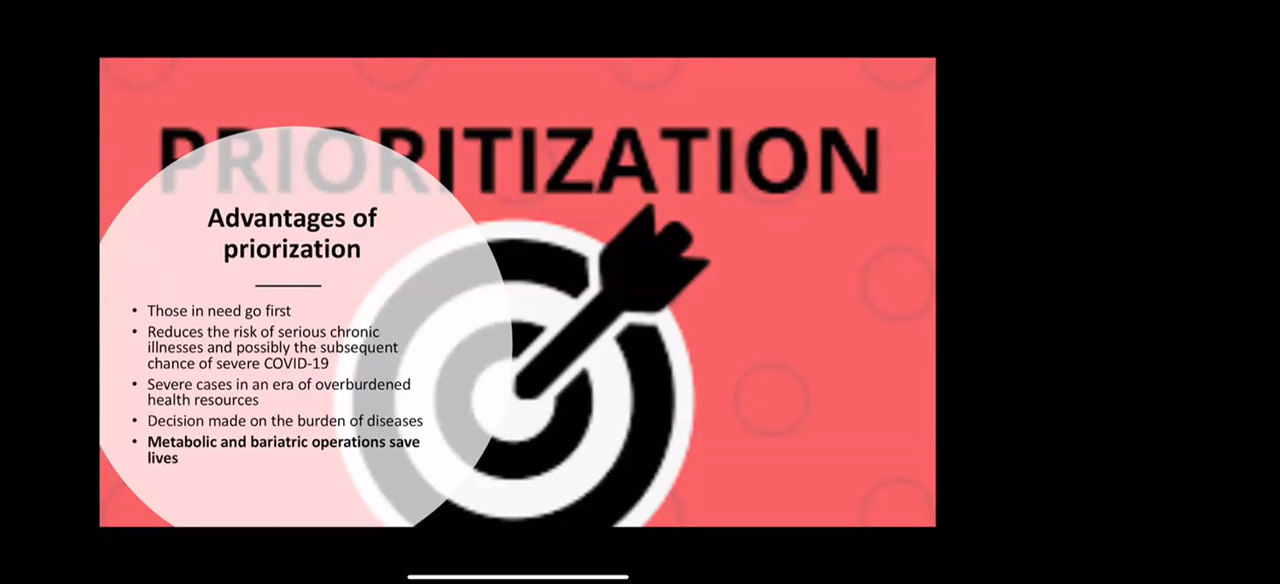 PRIORITIZATION
Advantages of
priorization
• Those in need go first
• Reduces the risk of serious chronic
illnesses and possibly the subsequent
chance of severe COVID-19
• Severe cases in an era of overburdened
health resources
• Decision made on the burden of diseases
• Metabolic and bariatric operations save
lives